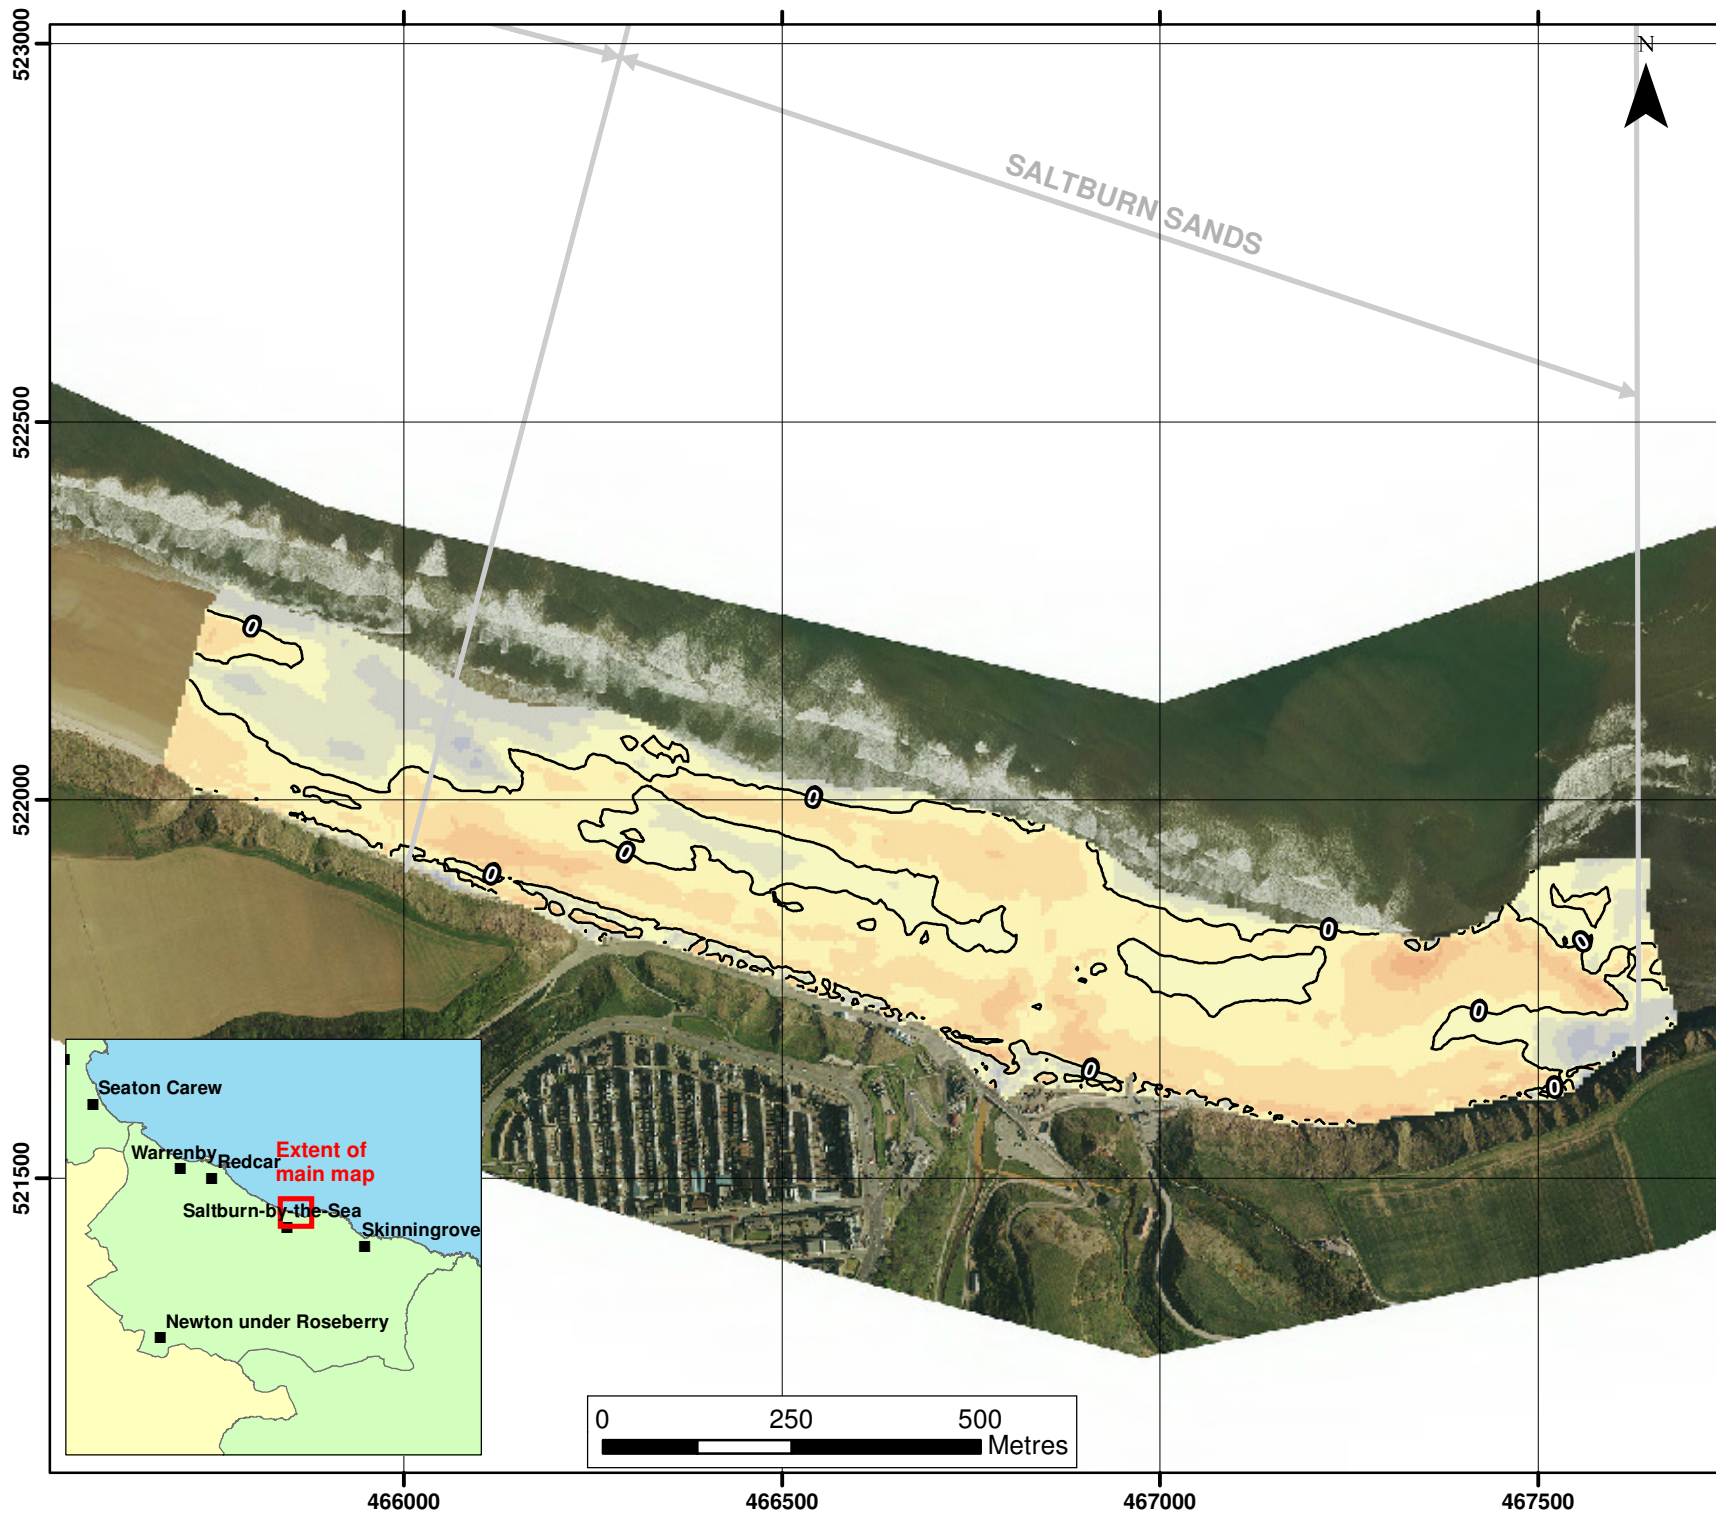 523000
N
SALTBURN SANDS
522500
0
0
522000
0
0
0
0
0
0
0
521500
Seaton Carew
Warrenby
Redcar
Extent of
main map
Saltburn-by-the-Sea
Skinningrove
Newton under Roseberry
0 250 500
Metres
466000 466500 467000 467500